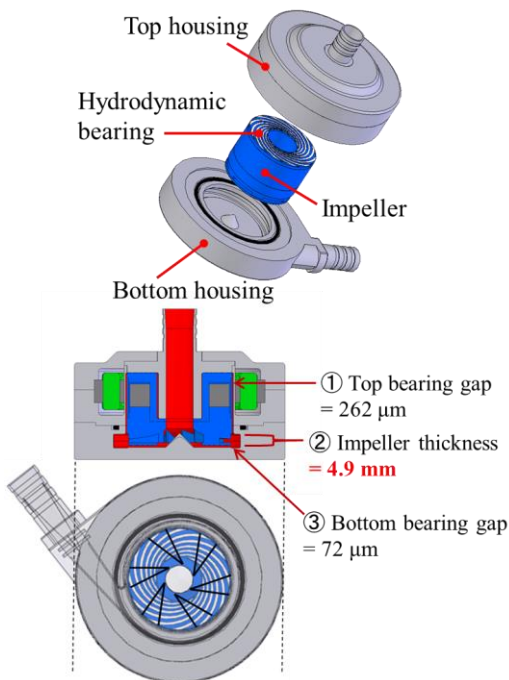 Top housing
Hydrodynamic
bearing
Impeller
Bottom housing
① Top bearing gap
= 262 μm
② Impeller thickness
= 4.9 mm
③ Bottom bearing gap
= 72 μm